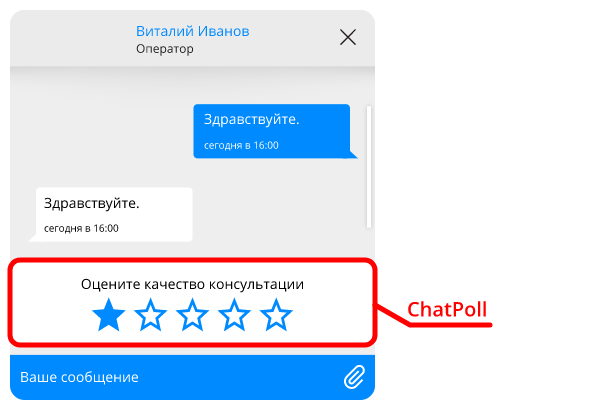 Виталий Иванов
Оператор
Здравствуйте.
сегодня в 16:00
Здравствуйте.
сегодня в 16:00
Оцените качество консультации
ChatPoll
Ваше сообщение